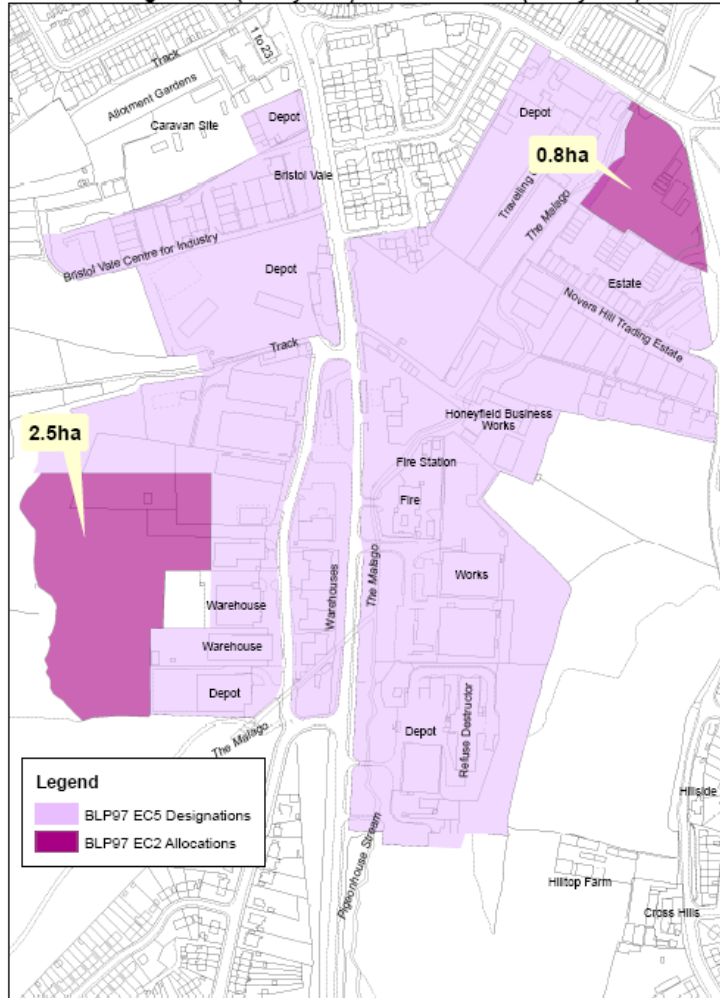 1 to 23
Track
Allotment Gardens
Caravan Site
Depot
Bristol Vale
Depot
0.8ha
Travelling
The Malago
Bristol Vale Centre for Industry
Depot
Estate
Novers Hill Trading Estate
Track
2.5ha
Honeyfield Business
Works
Fire Station
Fire
The Malago
Works
Warehouses
Warehouse
Warehouse
Depot
Depot
Refuse Destructor
The Malago
Pigeonhouse Stream
Hillside
Hilltop Farm
Cross Hills
Legend
BLP97 EC5 Designations
BLP97 EC2 Allocations